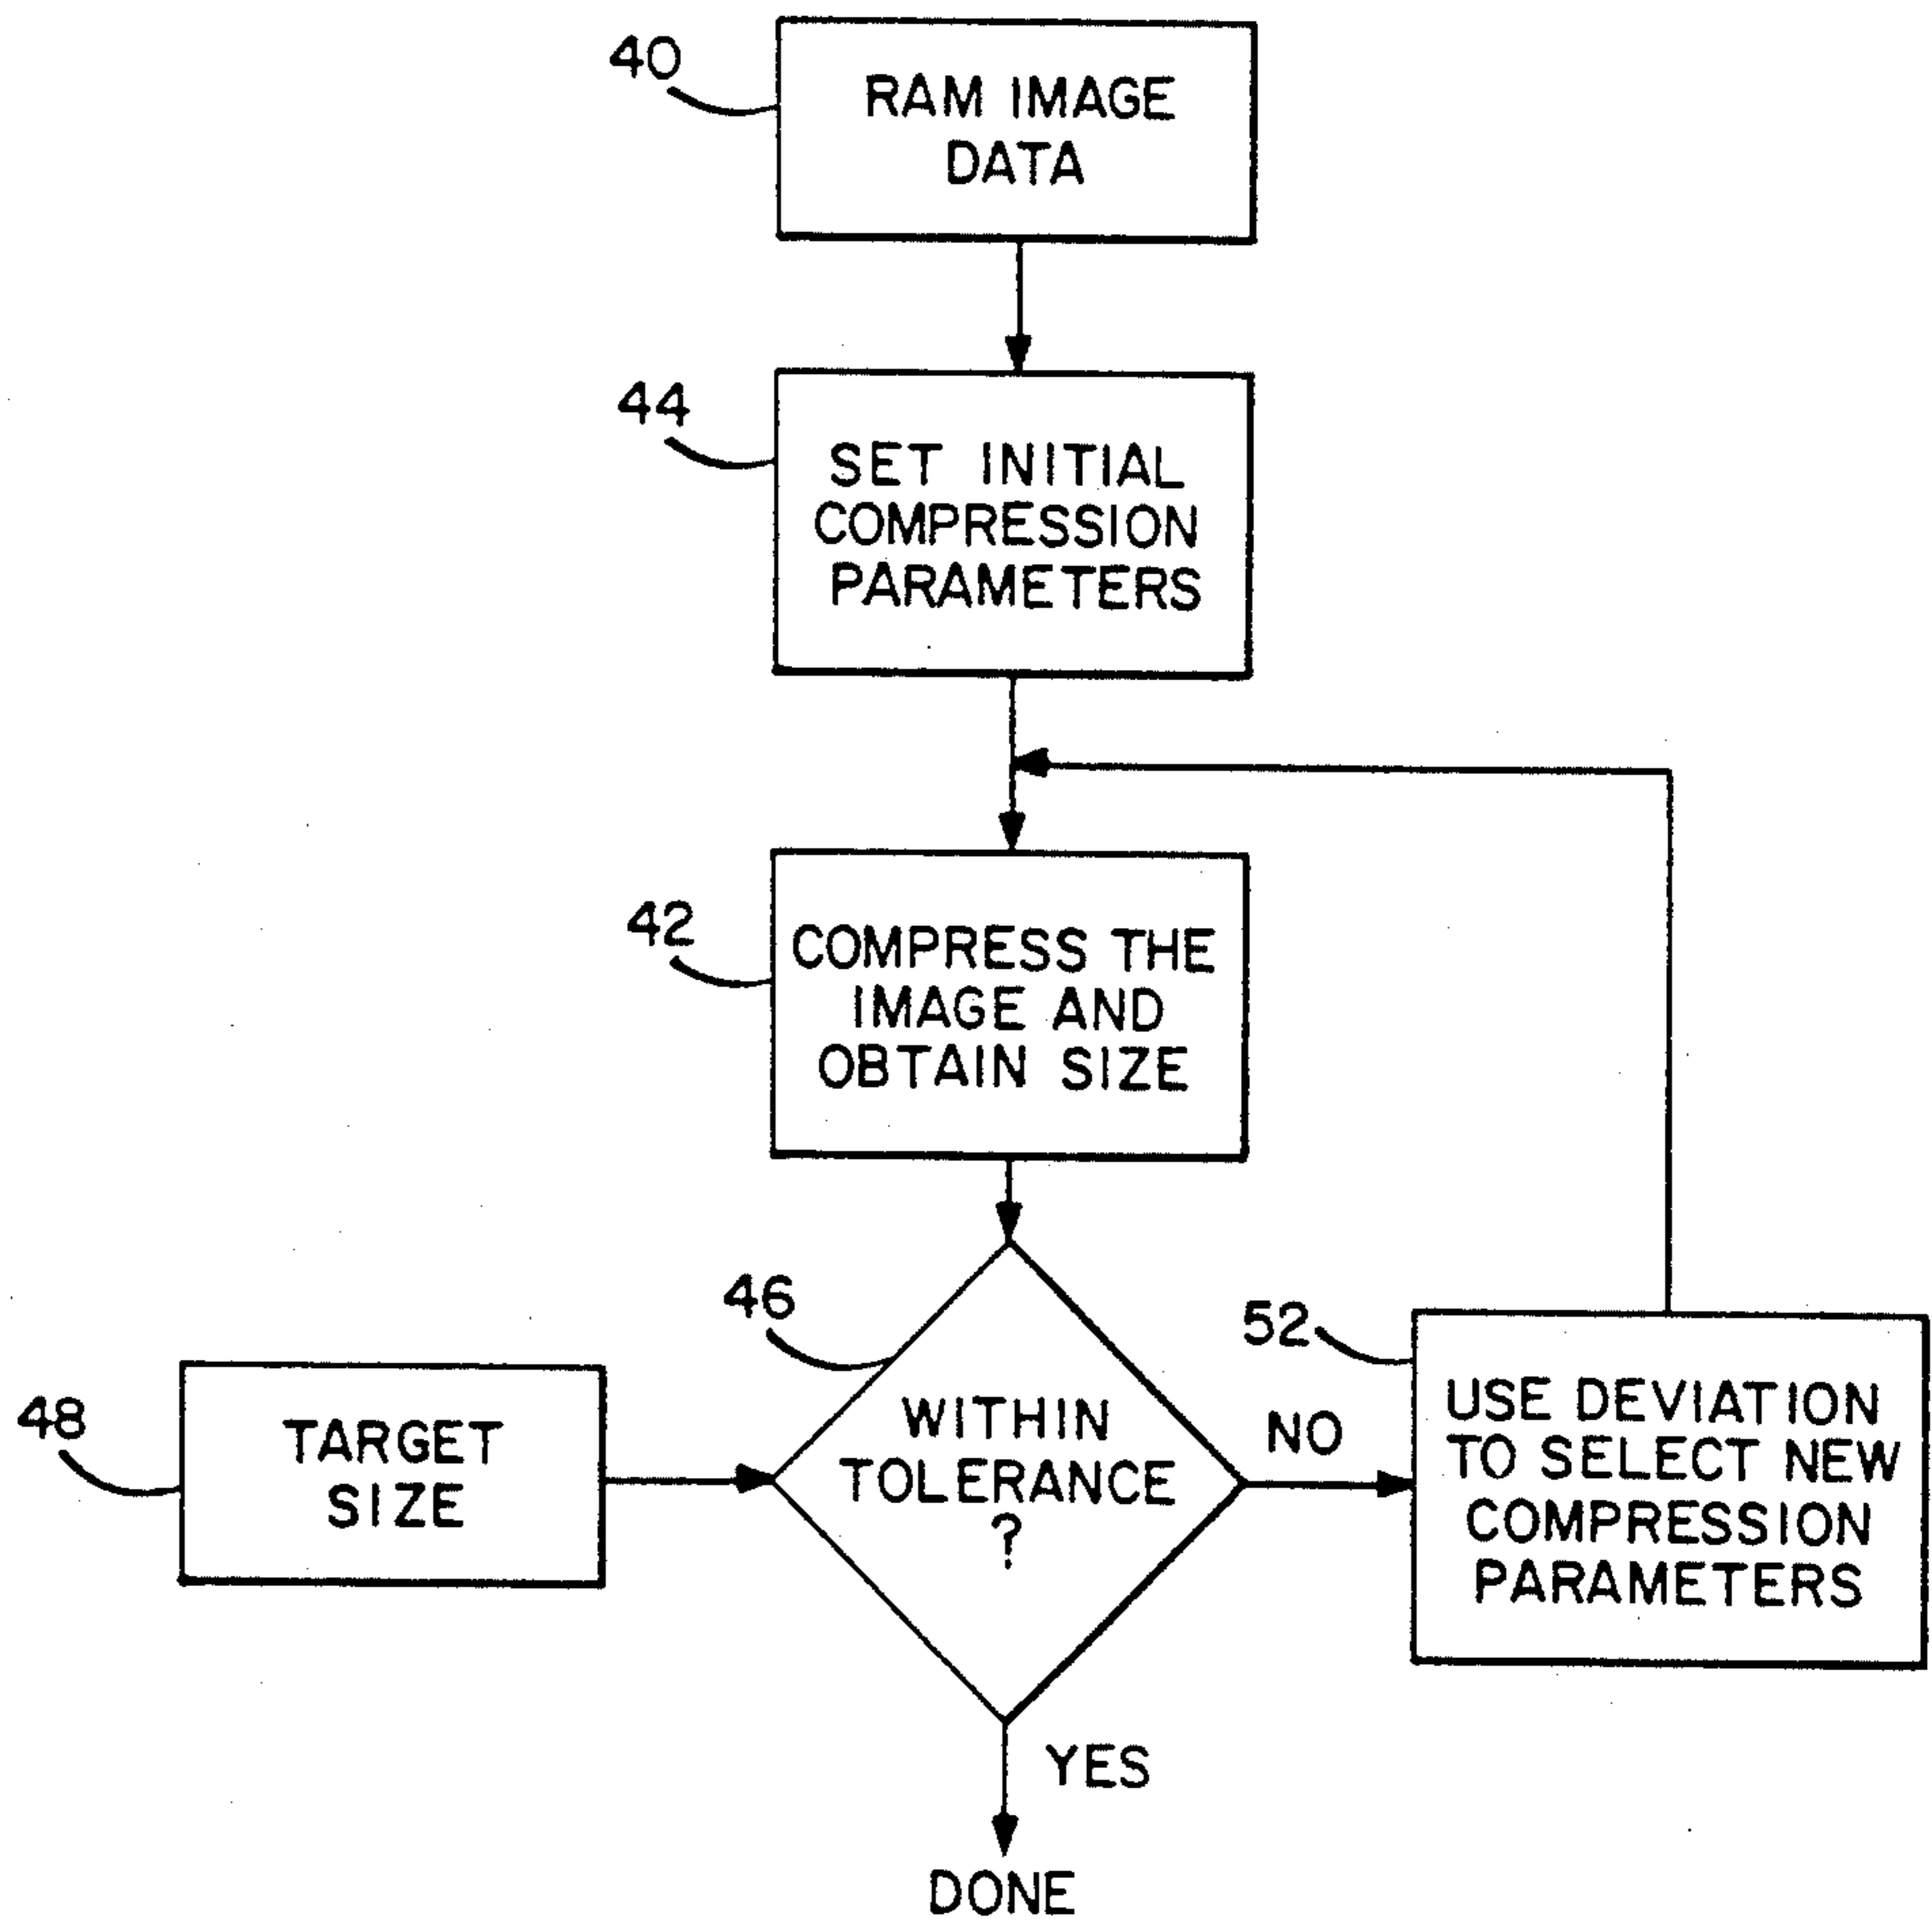 40
RAM IMAGE
DATA
44
SET INITIAL
COMPRESSION
PARAMETERS
42
COMPRESS THE
IMAGE AND
OBTAIN SIZE
46
WITHIN
TOLERANCE
?
48
TARGET
SIZE
NO
52
USE DEVIATION
TO SELECT NEW
COMPRESSION
PARAMETERS
YES
DONE